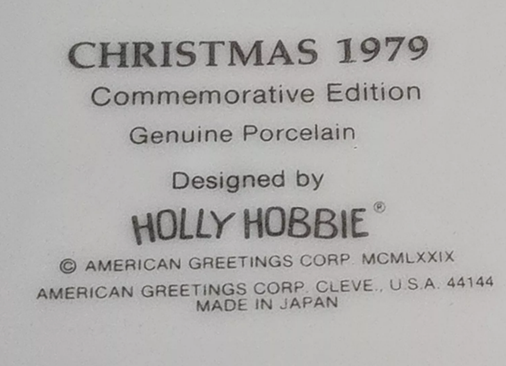 CHRISTMAS 1979
Commemorative Edition
Genuine Porcelain
Designed by
HOLLY HOBBIE®
© AMERICAN GREETINGS CORP. MCMLXXIX
AMERICAN GREETINGS CORP. CLEVE., U.S.A. 44144
MADE IN JAPAN